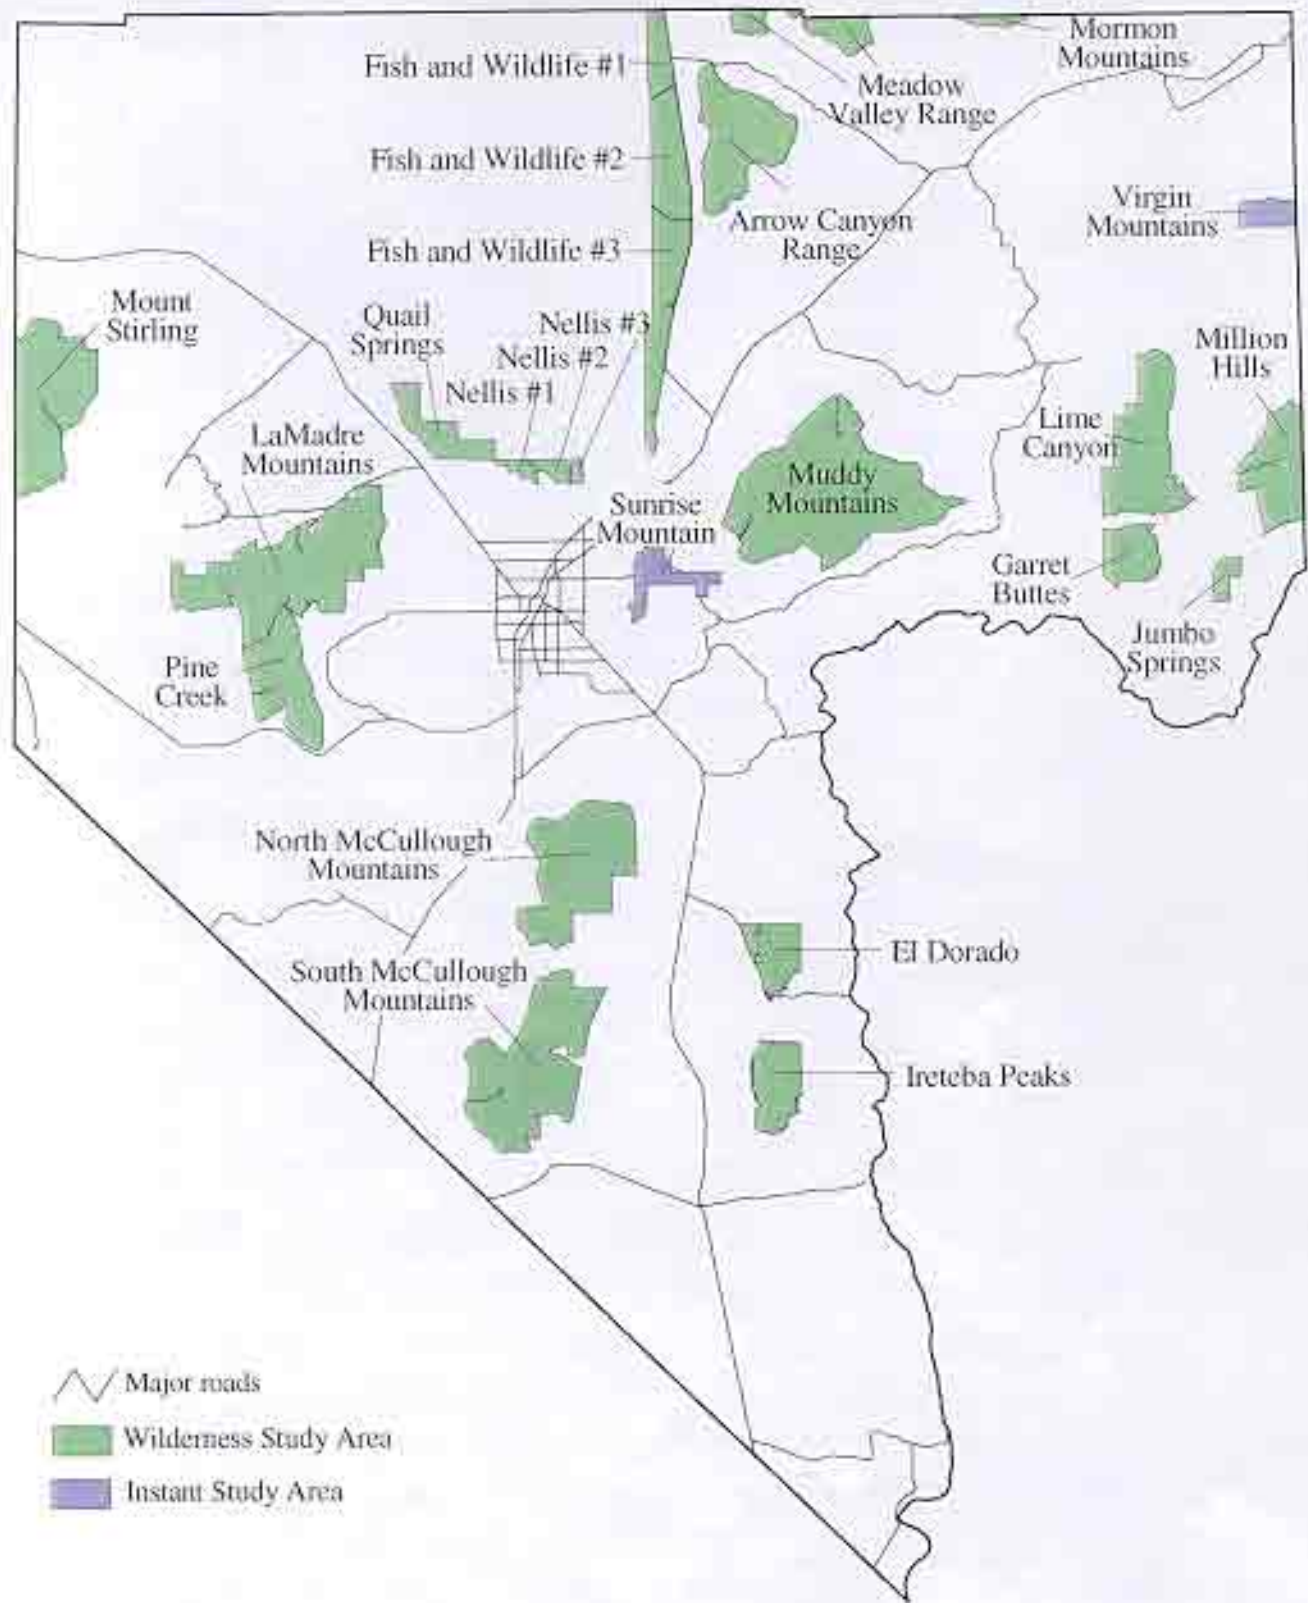 Mormon
Mountains
Fish and Wildlife #1
Meadow
Valley Range
Fish and Wildlife #2
Virgin
Mountains
Arrow Canyon
Range
Fish and Wildlife #3
Mount
Stirling
Quail
Springs
Nellis #3
Nellis #2
Nellis #1
Million
Hills
LaMadre
Mountains
Lime
Canyon
Muddy
Mountains
Sunrise
Mountain
Garret
Buttes
Jumbo
Springs
Pine
Creek
North McCullough
Mountains
El Dorado
South McCullough
Mountains
Ireteba Peaks
Major roads
Wilderness Study Area
Instant Study Area